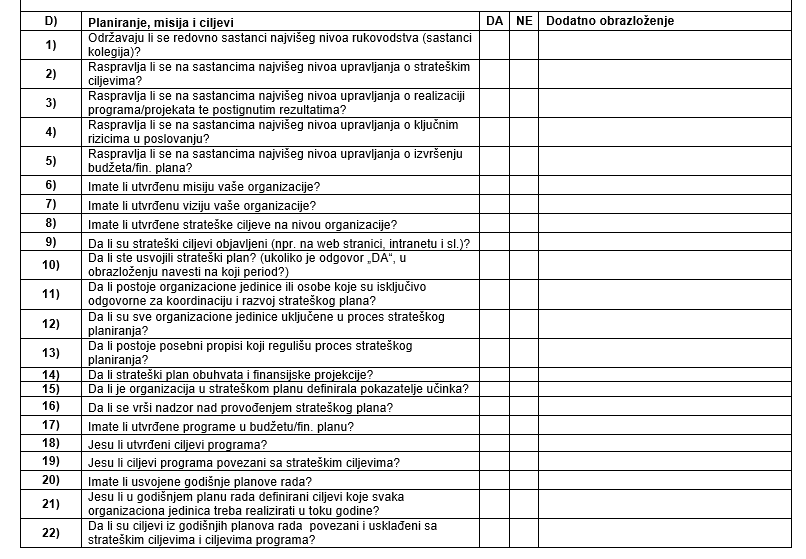 D) Planiranje, misija i ciljevi DA NE Dodatno obrazloženje
1) Održavaju li se redovno sastanci najvišeg nivoa rukovodstva (sastanci
kolegija)?
2) Raspravlja li se na sastancima najvišeg nivoa upravljanja o strateškim
ciljevima?
3) Raspravlja li se na sastancima najvišeg nivoa upravljanja o realizaciji
programa/projekata te postignutim rezultatima?
4) Raspravlja li se na sastancima najvišeg nivoa upravljanja o ključnim
rizicima u poslovanju?
5) Raspravlja li se na sastancima najvišeg nivoa upravljanja o izvršenju
budžeta/fin. plana?
6) Imate li utvrđenu misiju vaše organizacije?
7) Imate li utvrđenu viziju vaše organizacije?
8) Imate li utvrđene strateške ciljeve na nivou organizacije?
9) Da li su strateški ciljevi objavljeni (npr. na web stranici, intranetu i sl.)?
10) Da li ste usvojili strateški plan? (ukoliko je odgovor „DA“, u
obrazloženju navesti na koji period?)
11) Da li postoje organizacione jedinice ili osobe koje su isključivo
odgovorne za koordinaciju i razvoj strateškog plana?
12) Da li su sve organizacione jedinice uključene u proces strateškog
planiranja?
13) Da li postoje posebni propisi koji regulišu proces strateškog
planiranja?
14) Da li strateški plan obuhvata i finansijske projekcije?
15) Da li je organizacija u strateškom planu definirala pokazatelje učinka?
16) Da li se vrši nadzor nad provođenjem strateškog plana?
17) Imate li utvrđene programe u budžetu/fin. planu?
18) Jesu li utvrđeni ciljevi programa?
19) Jesu li ciljevi programa povezani sa strateškim ciljevima?
20) Imate li usvojene godišnje planove rada?
21) Jesu li u godišnjem planu rada definirani ciljevi koje svaka
organizaciona jedinica treba realizirati u toku godine?
22) Da li su ciljevi iz godišnjih planova rada povezani i usklađeni sa
strateškim ciljevima i ciljevima programa?